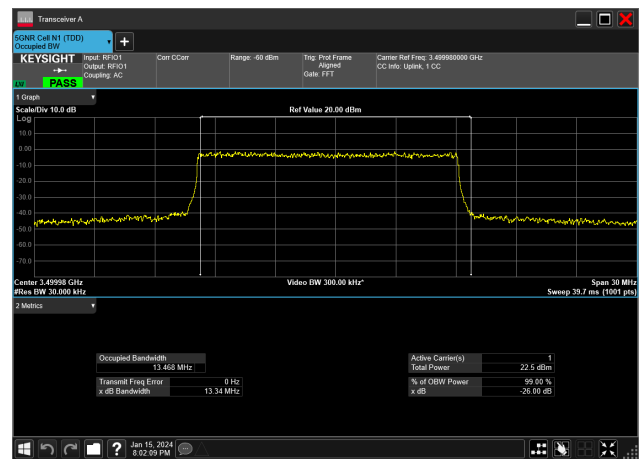 Transceiver A
5GNR Cell N1 (TDD)
Occupied BW
KEYSIGHT
PASS
Input: RFIO1
Output: RFIO1
Coupling: AC
Corr CCorr
Range: -60 dBm
Trig: Prot Frame
Aligned
Gate: FFT
Carrier Ref Freq: 3.499980000 GHz
CC Info: Uplink, 1 CC
1 Graph
Scale/Div 10.0 dB
Ref Value 20.00 dBm
Log
10.0
0.00
-10.0
-20.0
-30.0
-40.0
-50.0
-60.0
-70.0
Center 3.49998 GHz
#Res BW 30.000 kHz
Video BW 300.00 kHz*
Span 30 MHz
Sweep 39.7 ms (1001 pts)
2 Metrics
Occupied Bandwidth
13.468 MHz
Transmit Freq Error 0 Hz
x dB Bandwidth 13.34 MHz
Active Carrier(s) 1
Total Power 22.5 dBm
% of OBW Power 99.00 %
x dB -26.00 dB
Jan 15, 2024
8:02:09 PM